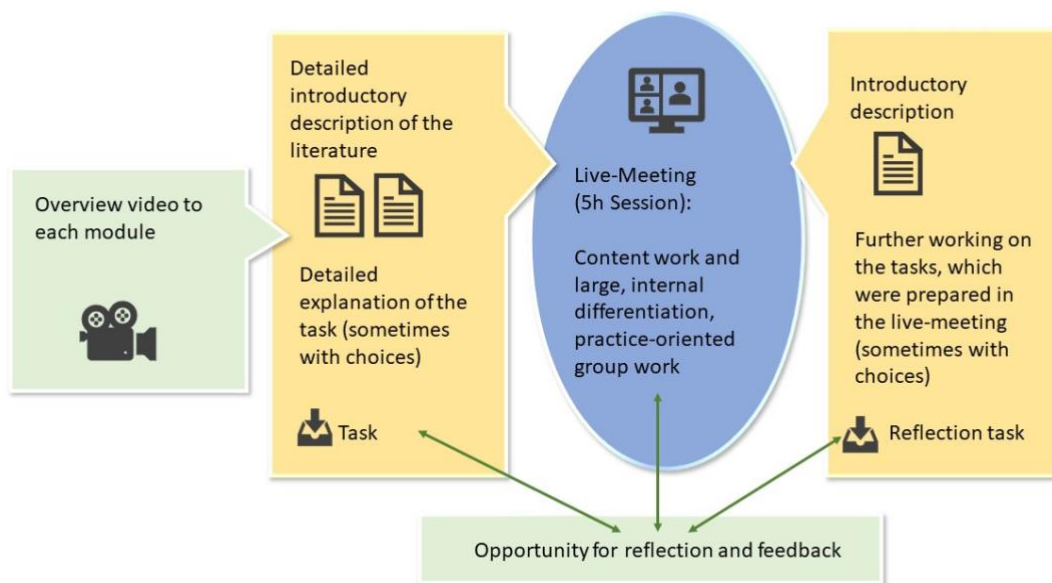 Overview video to
each module
Detailed
introductory
description of the
literature
Detailed
explanation of the
task (sometimes
with choices)
Task
Live-Meeting
(5h Session):
Content work and
large, internal
differentiation,
practice-oriented
group work
Introductory
description
Further working on
the tasks, which
were prepared in
the live-meeting
(sometimes with
choices)
Reflection task
Opportunity for reflection and feedback